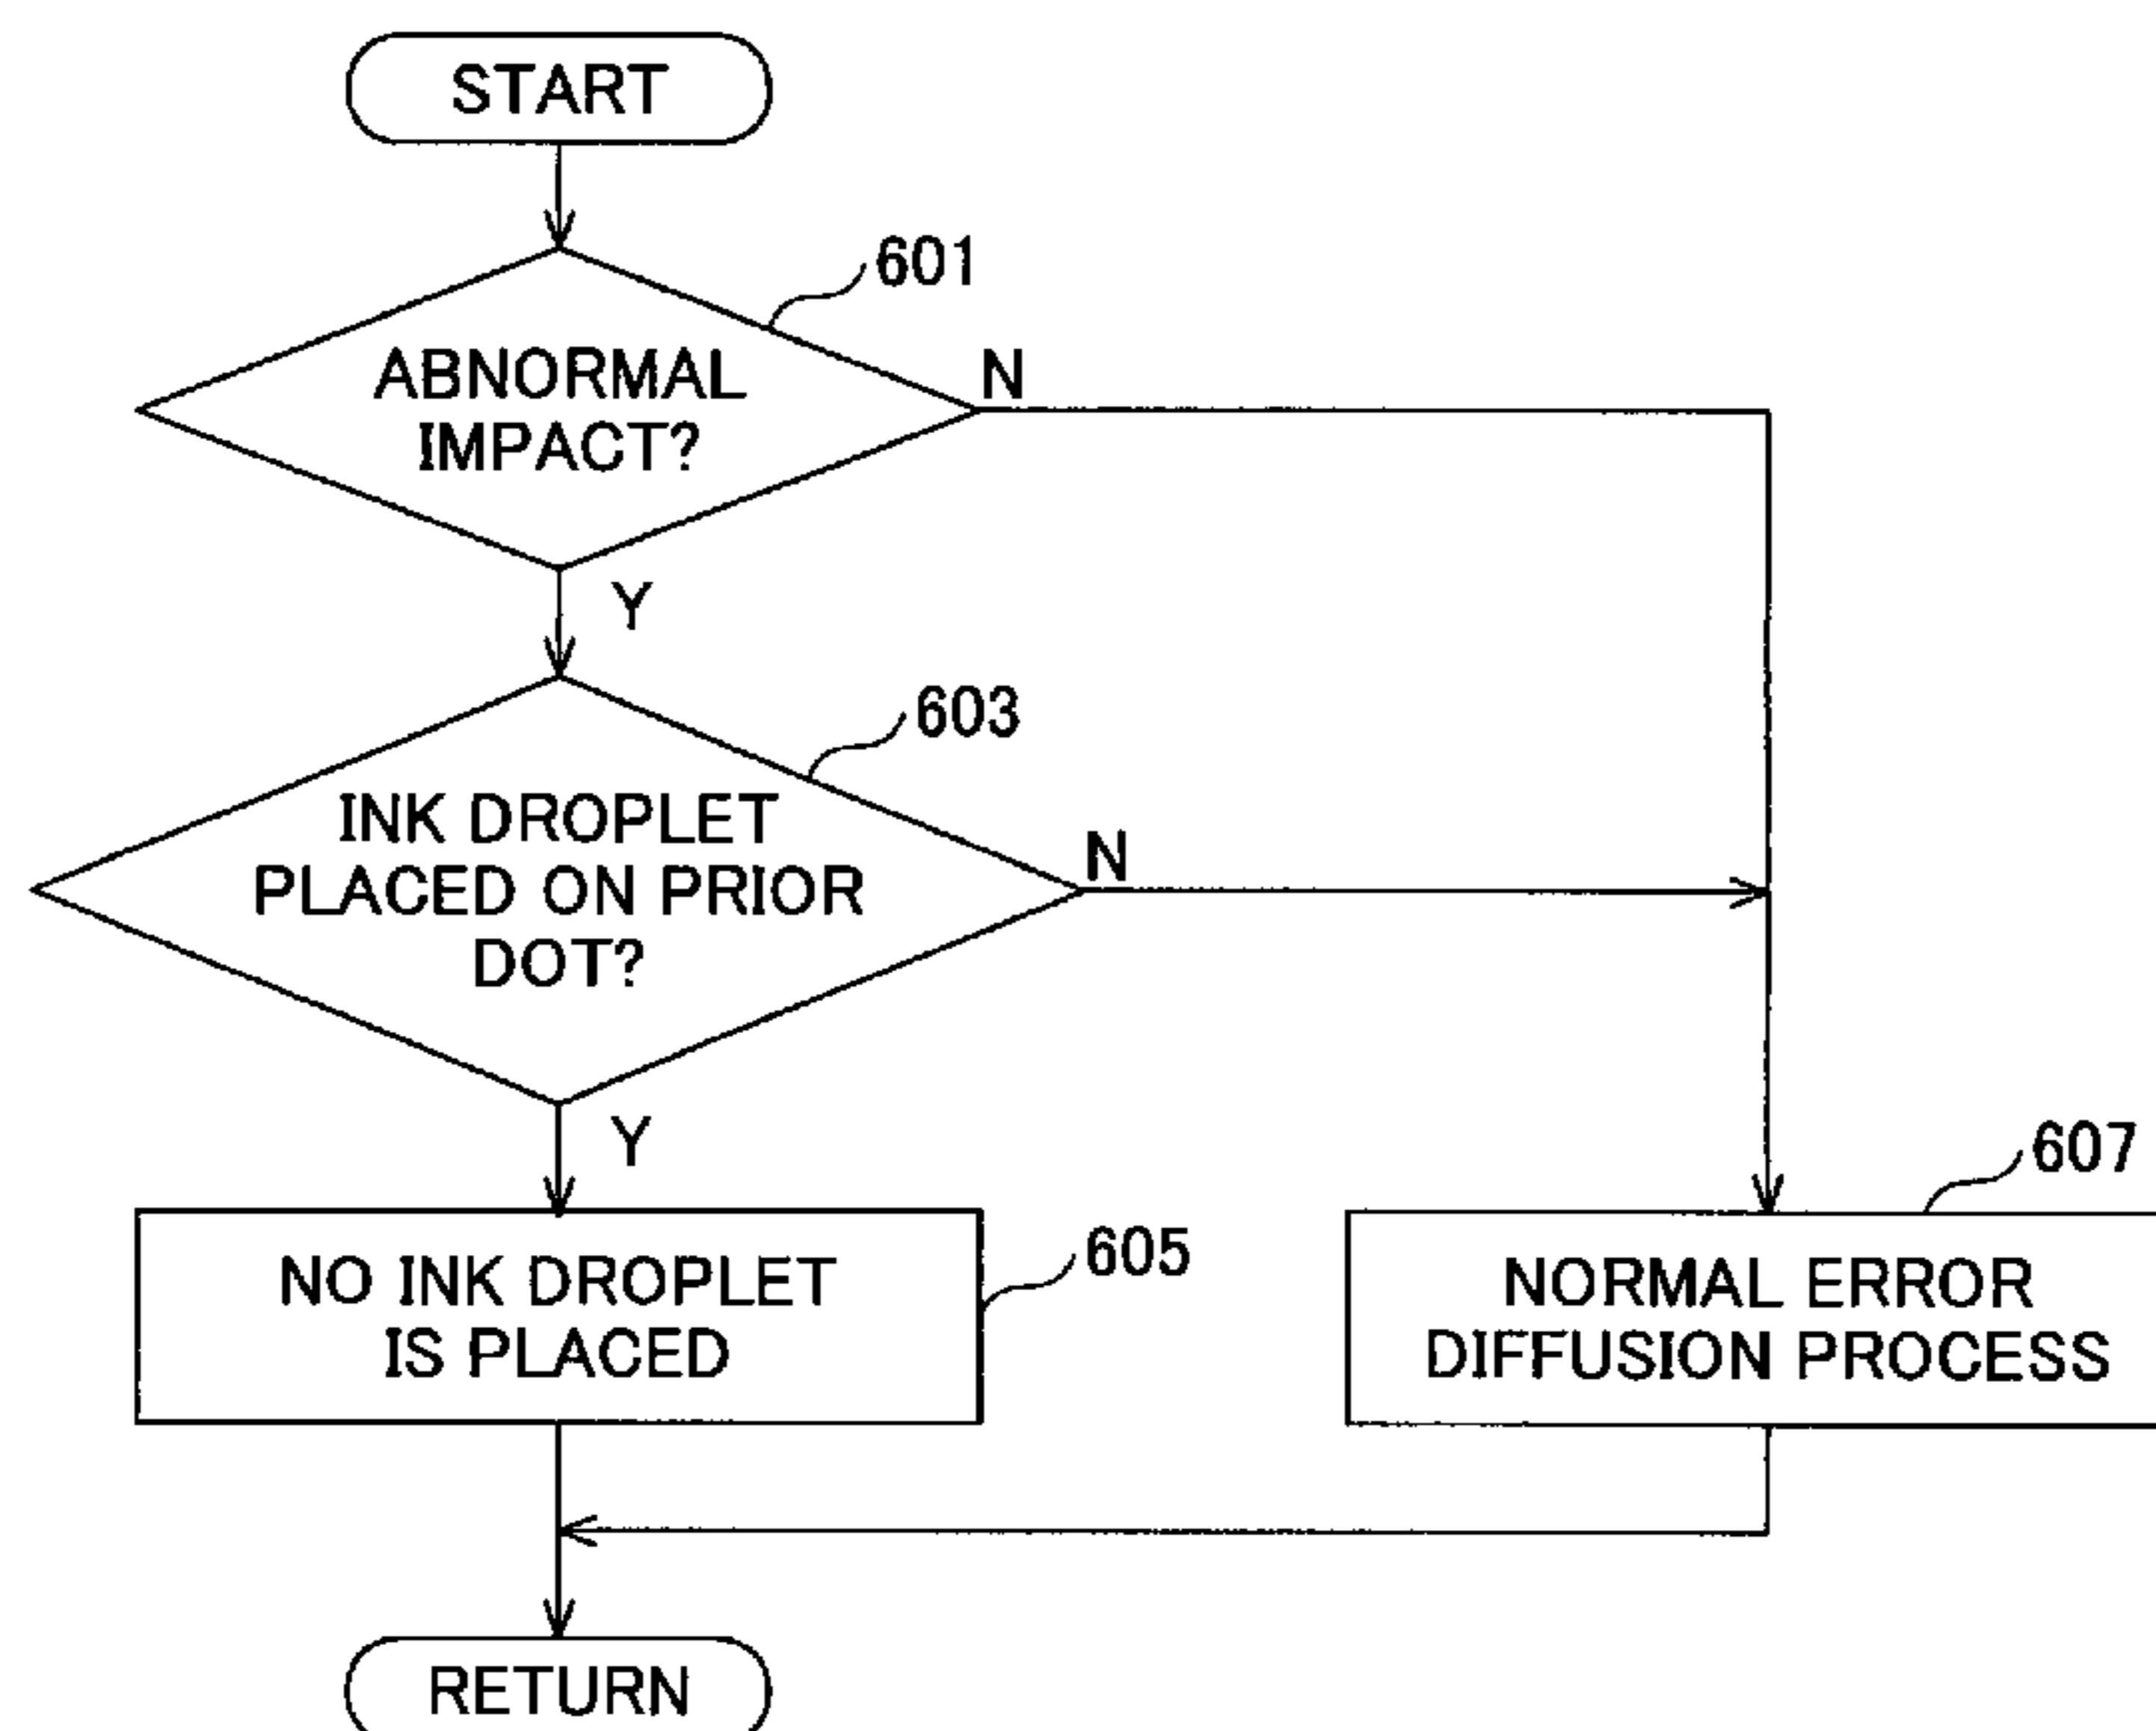 START
601
ABNORMAL
IMPACT?
N
Y
603
INK DROPLET
PLACED ON PRIOR
DOT?
N
Y
605
NO INK DROPLET
IS PLACED
607
NORMAL ERROR
DIFFUSION PROCESS
RETURN